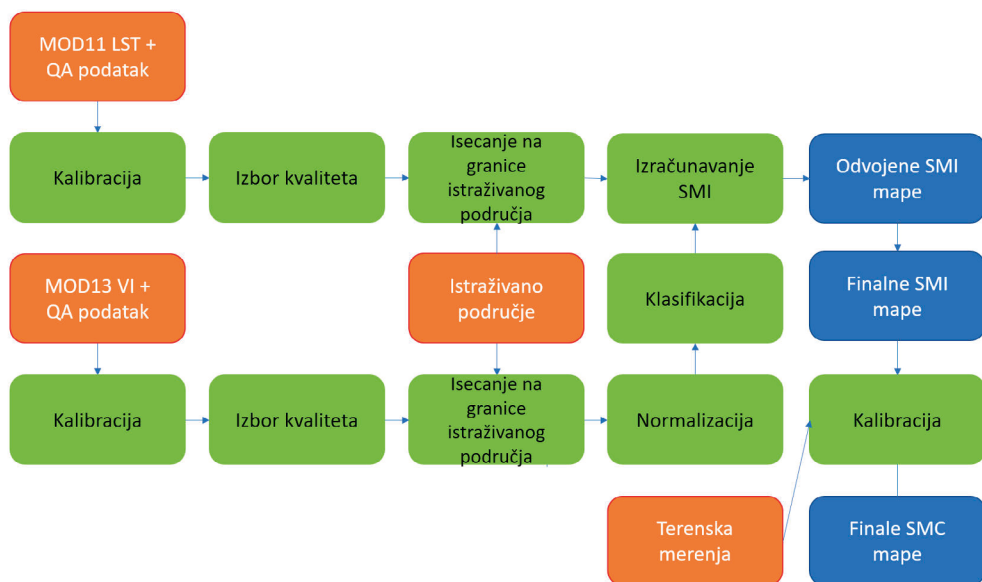 MOD11 LST +
QA podatak
Kalibracija
Izbor kvaliteta
Isecanje na
granice
istraživanog
područja
Izračunavanje
SMI
Odvojene SMI
mape
MOD13 VI +
QA podatak
Istraživano
područje
Klasifikacija
Finalne SMI
mape
Kalibracija
Izbor kvaliteta
Isecanje na
granice
istraživanog
područja
Normalizacija
Kalibracija
Terenska
merenja
Finale SMC
mape